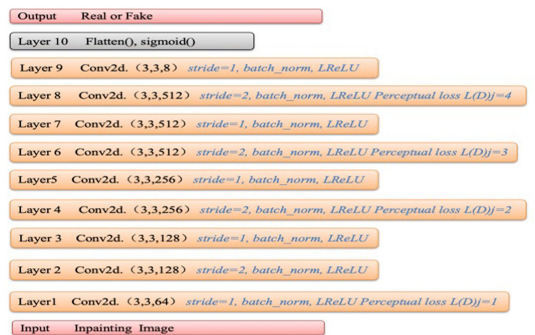 Output Real or Fake
Layer 10 Flatten(), sigmoid()
Layer 9 Conv2d.（3,3,8） stride=1, batch_norm, LReLU
Layer 8 Conv2d.（3,3,512） stride=2, batch_norm, LReLU Perceptual loss L(D)j=4
Layer 7 Conv2d.（3,3,512） stride=1, batch_norm, LReLU
Layer 6 Conv2d.（3,3,512） stride=2, batch_norm, LReLU Perceptual loss L(D)j=3
Layer5 Conv2d.（3,3,256） stride=1, batch_norm, LReLU
Layer 4 Conv2d.（3,3,256） stride=2, batch_norm, LReLU Perceptual loss L(D)j=2
Layer 3 Conv2d.（3,3,128） stride=1, batch_norm, LReLU
Layer 2 Conv2d.（3,3,128） stride=2, batch_norm, LReLU
Layer1 Conv2d.（3,3,64） stride=1, batch_norm, LReLU Perceptual loss L(D)j=1
Input Inpainting Image